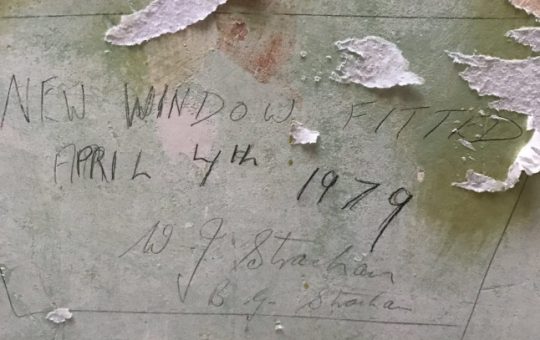 NEW WINDOW FITTED
APRIL 4TH 1979
W J Strachan
B G Strachan